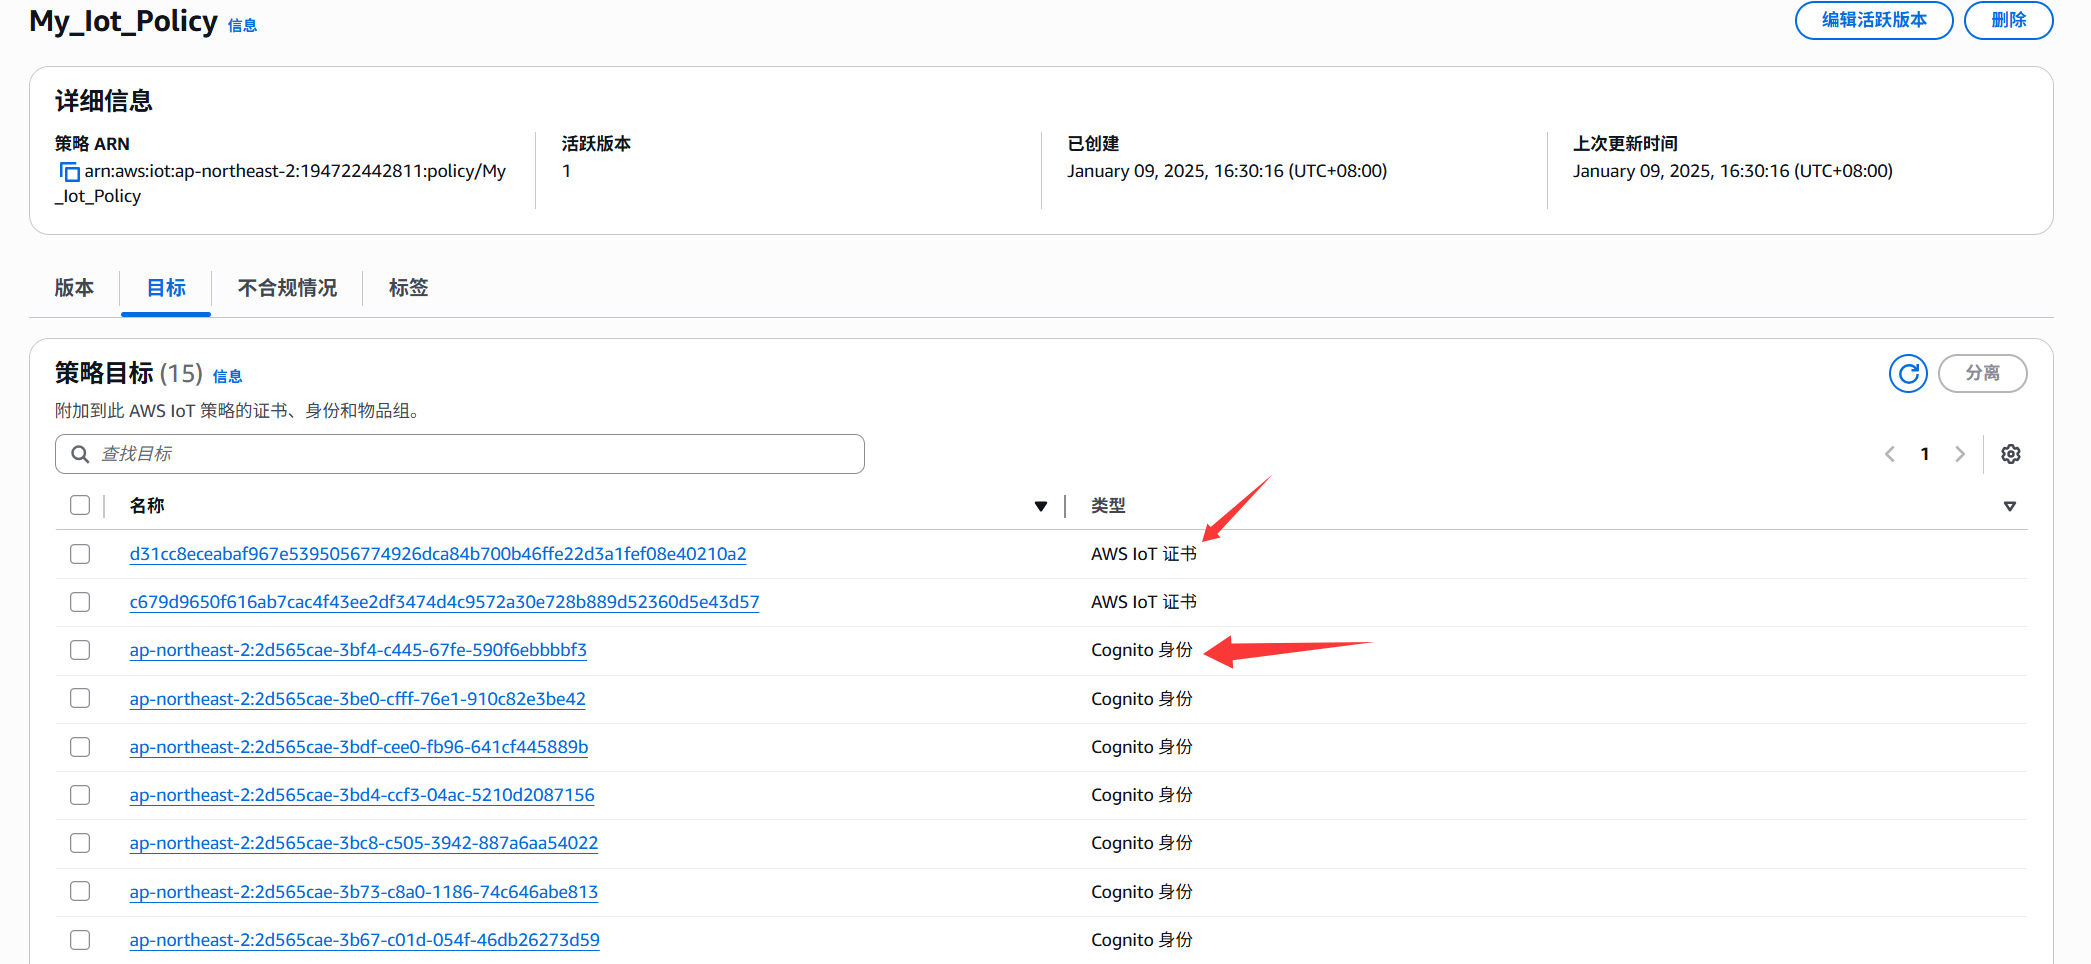 My_Iot_Policy 信息
编辑活跃版本 删除
详细信息
策略 ARN
arn:aws:iot:ap-northeast-2:194722442811:policy/My
_Iot_Policy
活跃版本
1
已创建
January 09, 2025, 16:30:16 (UTC+08:00)
上次更新时间
January 09, 2025, 16:30:16 (UTC+08:00)
版本 目标 不合规情况 标签
策略目标 (15) 信息
分离
附加到此 AWS IoT 策略的证书、身份和物品组。
查找目标
1
名称 类型
d31cc8eceabaf967e5395056774926dca84b700b46ffe22d3a1fef08e40210a2 AWS IoT 证书
c679d9650f616ab7cac4f43ee2df3474d4c9572a30e728b889d52360d5e43d57 AWS IoT 证书
ap-northeast-2:2d565cae-3bf4-c445-67fe-590f6ebbbbf3 Cognito 身份
ap-northeast-2:2d565cae-3be0-cfff-76e1-910c82e3be42 Cognito 身份
ap-northeast-2:2d565cae-3bdf-cee0-fb96-641cf445889b Cognito 身份
ap-northeast-2:2d565cae-3bd4-ccf3-04ac-5210d2087156 Cognito 身份
ap-northeast-2:2d565cae-3bc8-c505-3942-887a6aa54022 Cognito 身份
ap-northeast-2:2d565cae-3b73-c8a0-1186-74c646abe813 Cognito 身份
ap-northeast-2:2d565cae-3b67-c01d-054f-46db26273d59 Cognito 身份